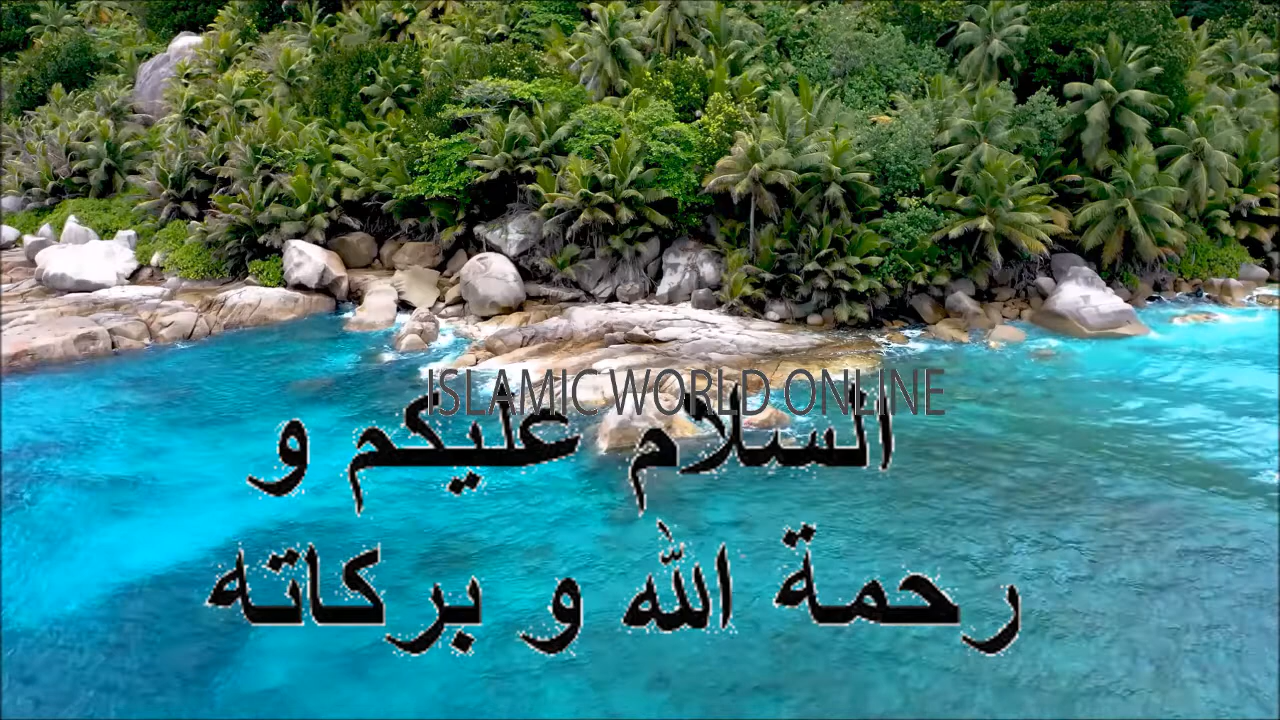 ISLAMIC WORLD ONLINE
السلام عليكم و
رحمة الله و بركاته